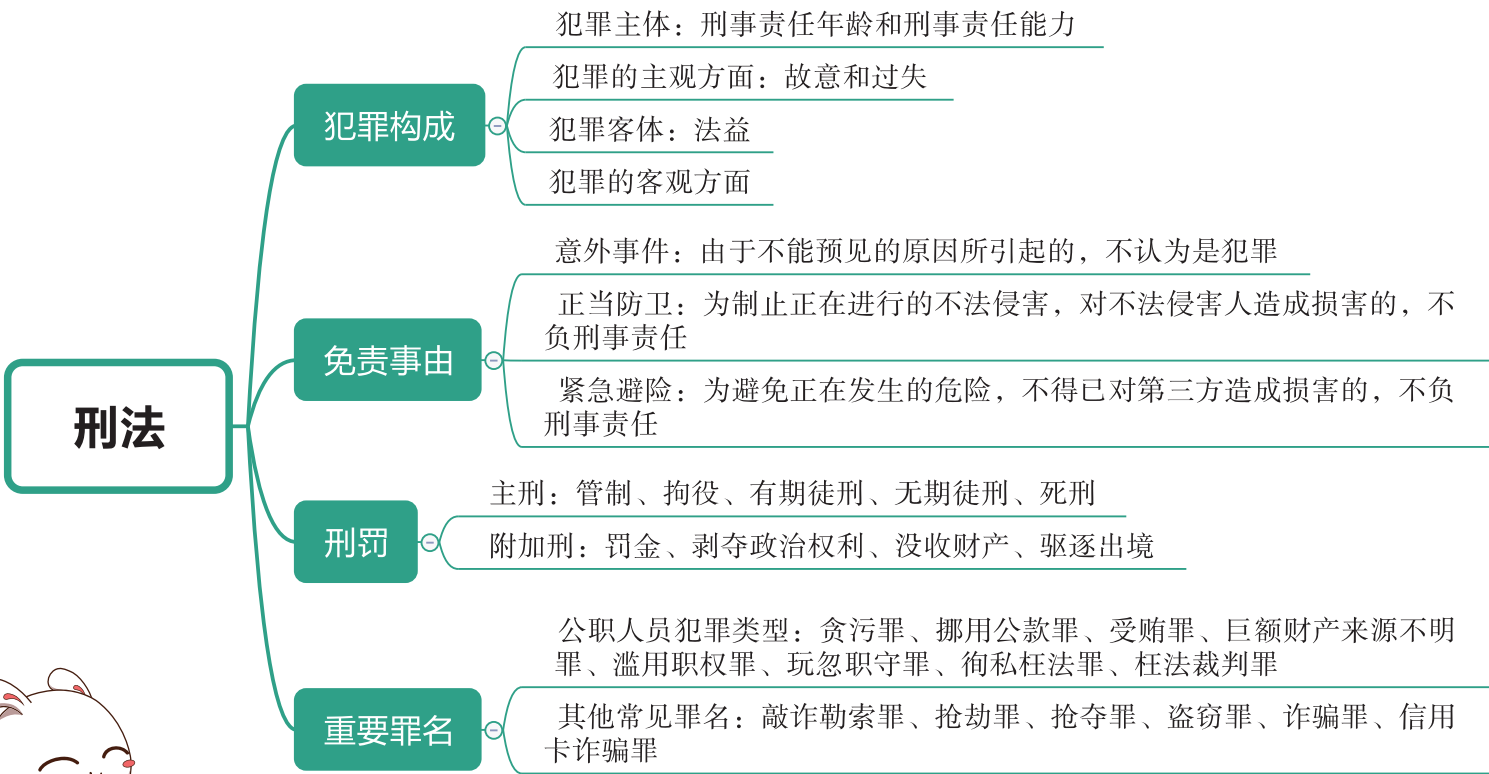 刑法
犯罪构成
犯罪主体：刑事责任年龄和刑事责任能力
犯罪的主观方面：故意和过失
犯罪客体：法益
犯罪的客观方面
免责事由
意外事件：由于不能预见的原因所引起的，不认为是犯罪
正当防卫：为制止正在进行的不法侵害，对不法侵害人造成损害的，不
负刑事责任
紧急避险：为避免正在发生的危险，不得已对第三方造成损害的，不负
刑事责任
刑罚
主刑：管制、拘役、有期徒刑、无期徒刑、死刑
附加刑：罚金、剥夺政治权利、没收财产、驱逐出境
重要罪名
公职人员犯罪类型：贪污罪、挪用公款罪、受贿罪、巨额财产来源不明
罪、滥用职权罪、玩忽职守罪、徇私枉法罪、枉法裁判罪
其他常见罪名：敲诈勒索罪、抢劫罪、抢夺罪、盗窃罪、诈骗罪、信用
卡诈骗罪